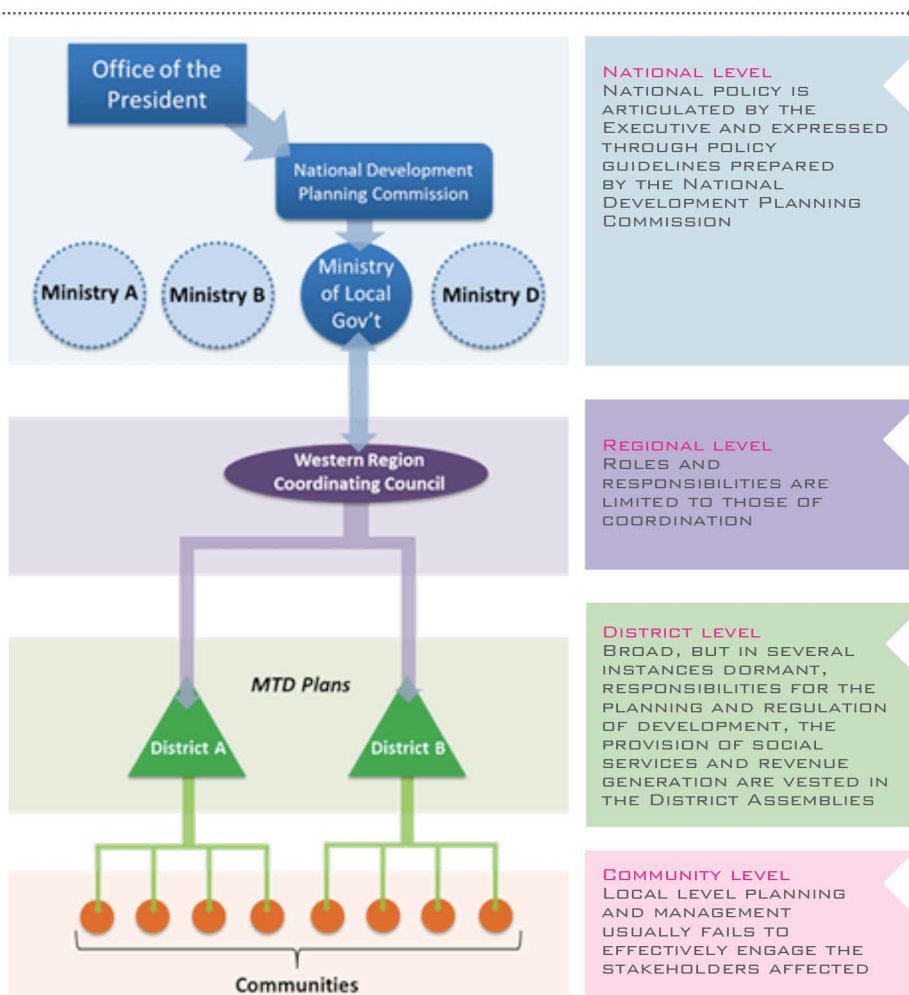 Office of the
President
National Development
Planning Commission
Ministry A
Ministry B
Ministry
of Local
Gov't
Ministry D
NATIONAL LEVEL
NATIONAL POLICY IS
ARTICULATED BY THE
EXECUTIVE AND EXPRESSED
THROUGH POLICY
GUIDELINES PREPARED
BY THE NATIONAL
DEVELOPMENT PLANNING
COMMISSION
Western Region
Coordinating Council
REGIONAL LEVEL
ROLES AND
RESPONSIBILITIES ARE
LIMITED TO THOSE OF
COORDINATION
MTD Plans
District A
District B
DISTRICT LEVEL
BROAD, BUT IN SEVERAL
INSTANCES DORMANT,
RESPONSIBILITIES FOR THE
PLANNING AND REGULATION
OF DEVELOPMENT, THE
PROVISION OF SOCIAL
SERVICES AND REVENUE
GENERATION ARE VESTED IN
THE DISTRICT ASSEMBLIES
Communities
COMMUNITY LEVEL
LOCAL LEVEL PLANNING
AND MANAGEMENT
USUALLY FAILS TO
EFFECTIVELY ENGAGE THE
STAKEHOLDERS AFFECTED